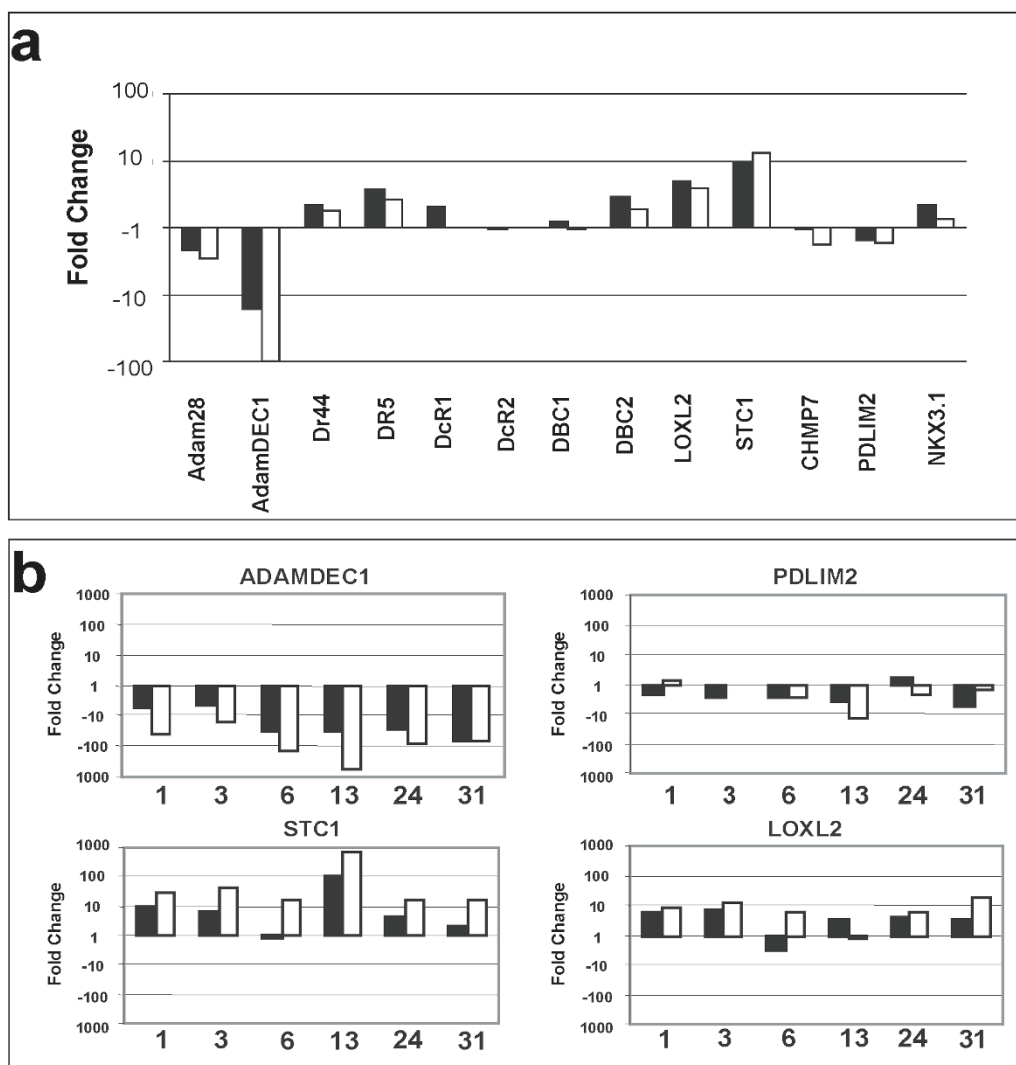 a
Fold Change
100
10
-1
-10
-100
Adam28
AdamDEC1
Dr44
DR5
DcR1
DcR2
DBC1
DBC2
LOXL2
STC1
CHMP7
PDLIM2
NKX3.1
b
ADAMDEC1
Fold Change
1000
100
10
1
-10
-100
1000
1 3 6 13 24 31
PDLIM2
Fold Change
1000
100
10
1
-10
-100
1000
1 3 6 13 24 31
STC1
Fold Change
1000
100
10
1
-10
-100
1000
1 3 6 13 24 31
LOXL2
Fold Change
1000
100
10
1
-10
-100
1000
1 3 6 13 24 31